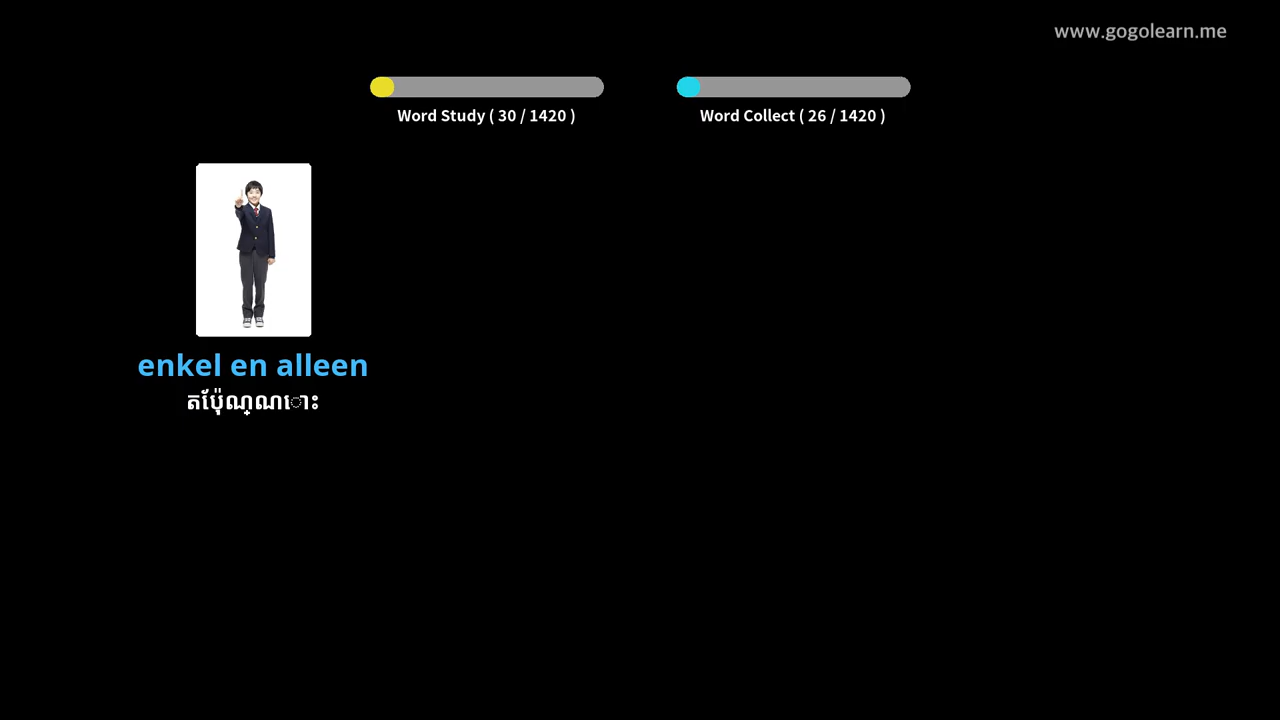 www.gogolearn.me
Word Study ( 30 / 1420 )
Word Collect ( 26 / 1420 )
enkel en alleen
តប៉ែុណ្ណោះ